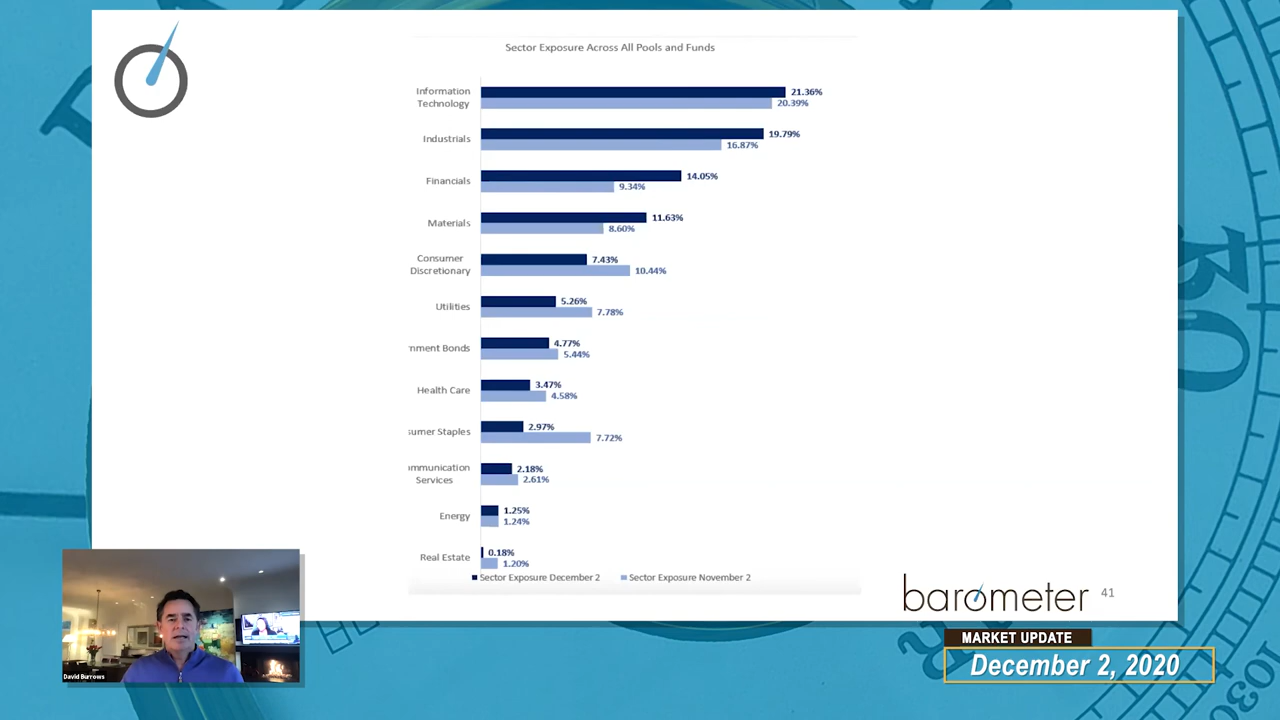 Sector Exposure Across All Pools and Funds
Information
Technology
21.36%
20.39%
Industrials
19.79%
16.87%
Financials
14.05%
9.34%
Materials
11.63%
8.60%
Consumer
Discretionary
7.43%
10.44%
Utilities
5.26%
7.78%
nment Bonds
4.77%
5.44%
Health Care
3.47%
4.58%
sumer Staples
2.97%
7.72%
mmunication
Services
2.18%
2.61%
Energy
1.25%
1.24%
Real Estate
0.18%
1.20%
Sector Exposure December 2
Sector Exposure November 2
barometer
41
MARKET UPDATE
December 2, 2020
David Burrows